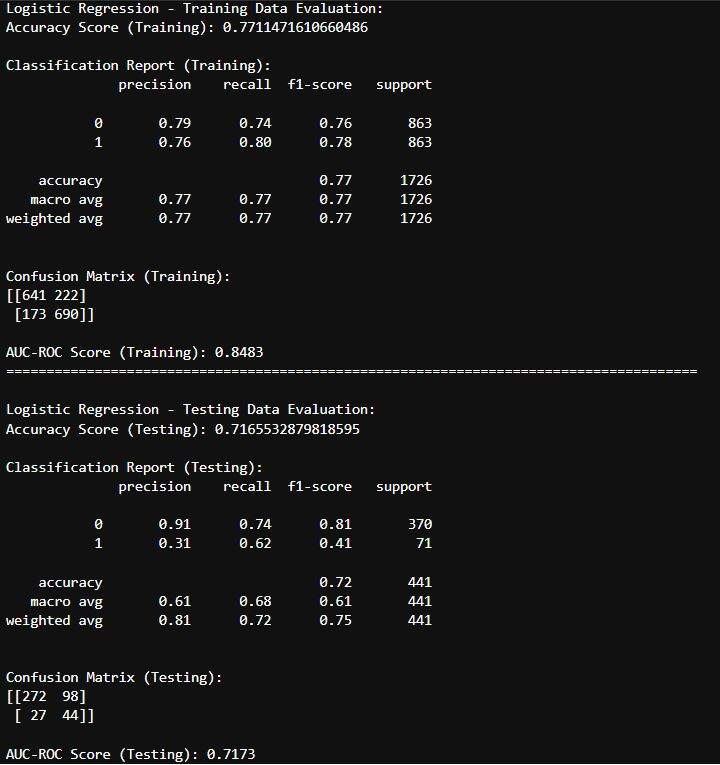 Logistic Regression - Training Data Evaluation:
Accuracy Score (Training): 0.7711471610660486
Classification Report (Training):
precision recall f1-score support
0 0.79 0.74 0.76 863
1 0.76 0.80 0.78 863
accuracy 0.77 1726
macro avg 0.77 0.77 0.77 1726
weighted avg 0.77 0.77 0.77 1726
Confusion Matrix (Training):
[[641 222]
[173 690]]
AUC-ROC Score (Training): 0.8483
======================================================================================
Logistic Regression - Testing Data Evaluation:
Accuracy Score (Testing): 0.7165532879818595
Classification Report (Testing):
precision recall f1-score support
0 0.91 0.74 0.81 370
1 0.31 0.62 0.41 71
accuracy 0.72 441
macro avg 0.61 0.68 0.61 441
weighted avg 0.81 0.72 0.75 441
Confusion Matrix (Testing):
[[272 98]
[ 27 44]]
AUC-ROC Score (Testing): 0.7173